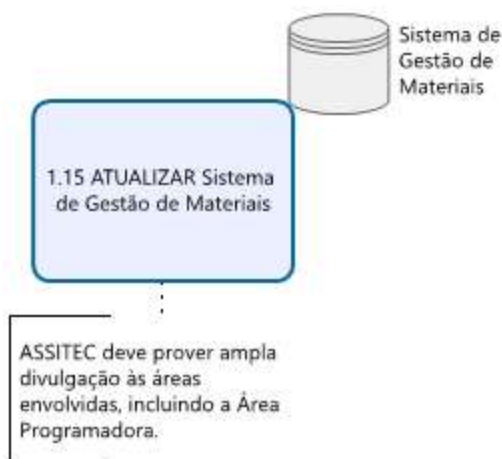 Sistema de
Gestão de
Materiais
1.15 ATUALIZAR Sistema
de Gestão de Materiais
ASSITEC deve prover ampla
divulgação às áreas
envolvidas, incluindo a Área
Programadora.